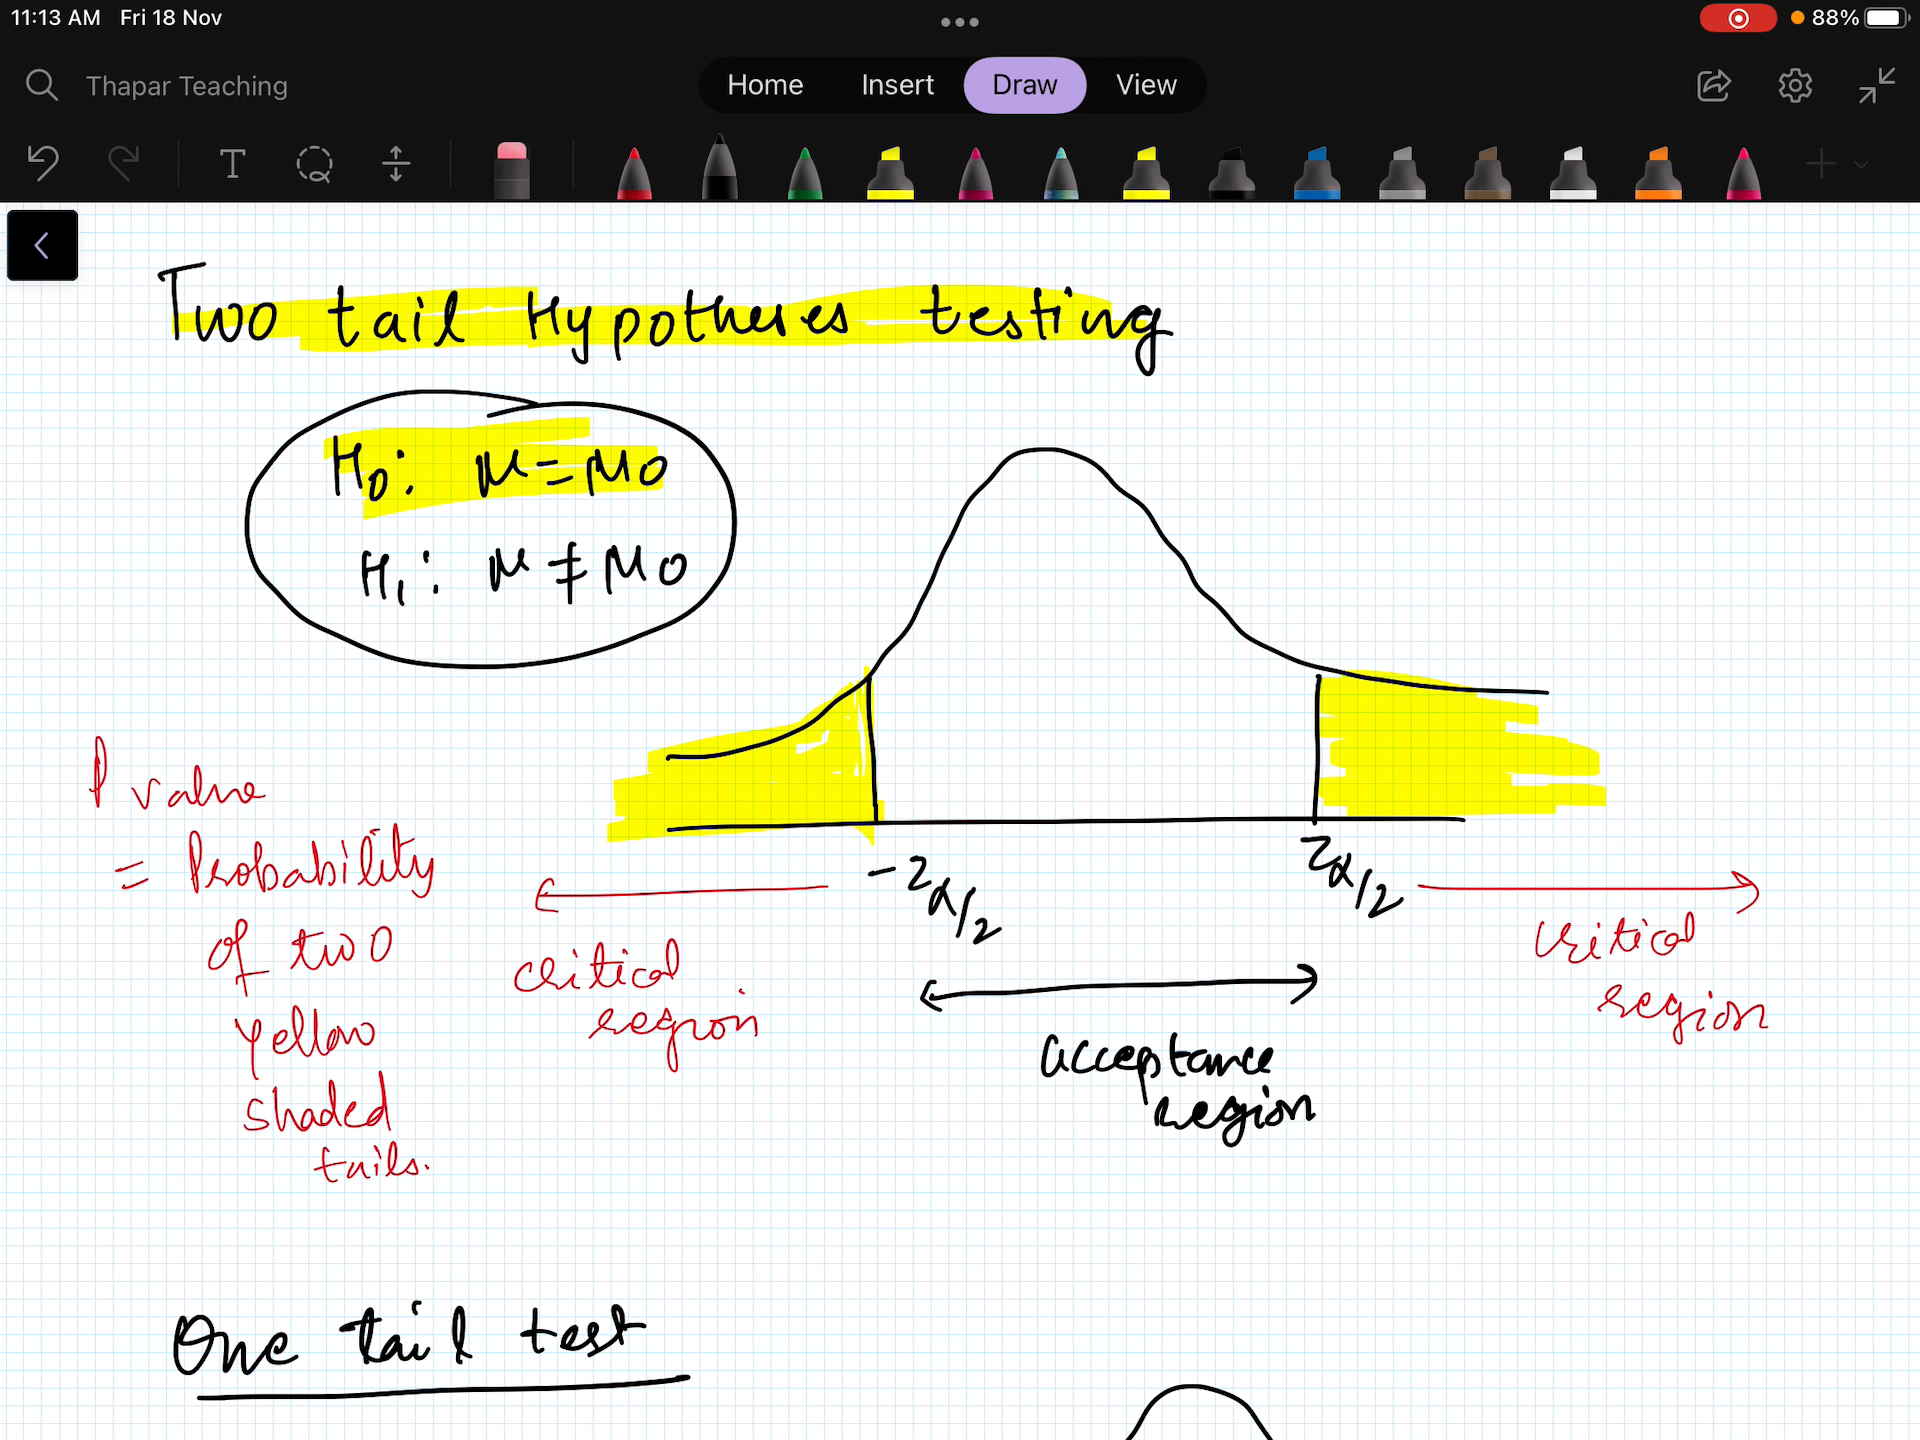 11:13 AM Fri 18 Nov
88%
Thapar Teaching
Home Insert Draw View
T
Two tail Hypotheses testing
H0: μ = μ0
H1: μ ≠ μ0
P value
= Probability
of two
yellow
shaded
tails.
-zα/2
zα/2
critical
region
critical
region
acceptance
region
One tail test